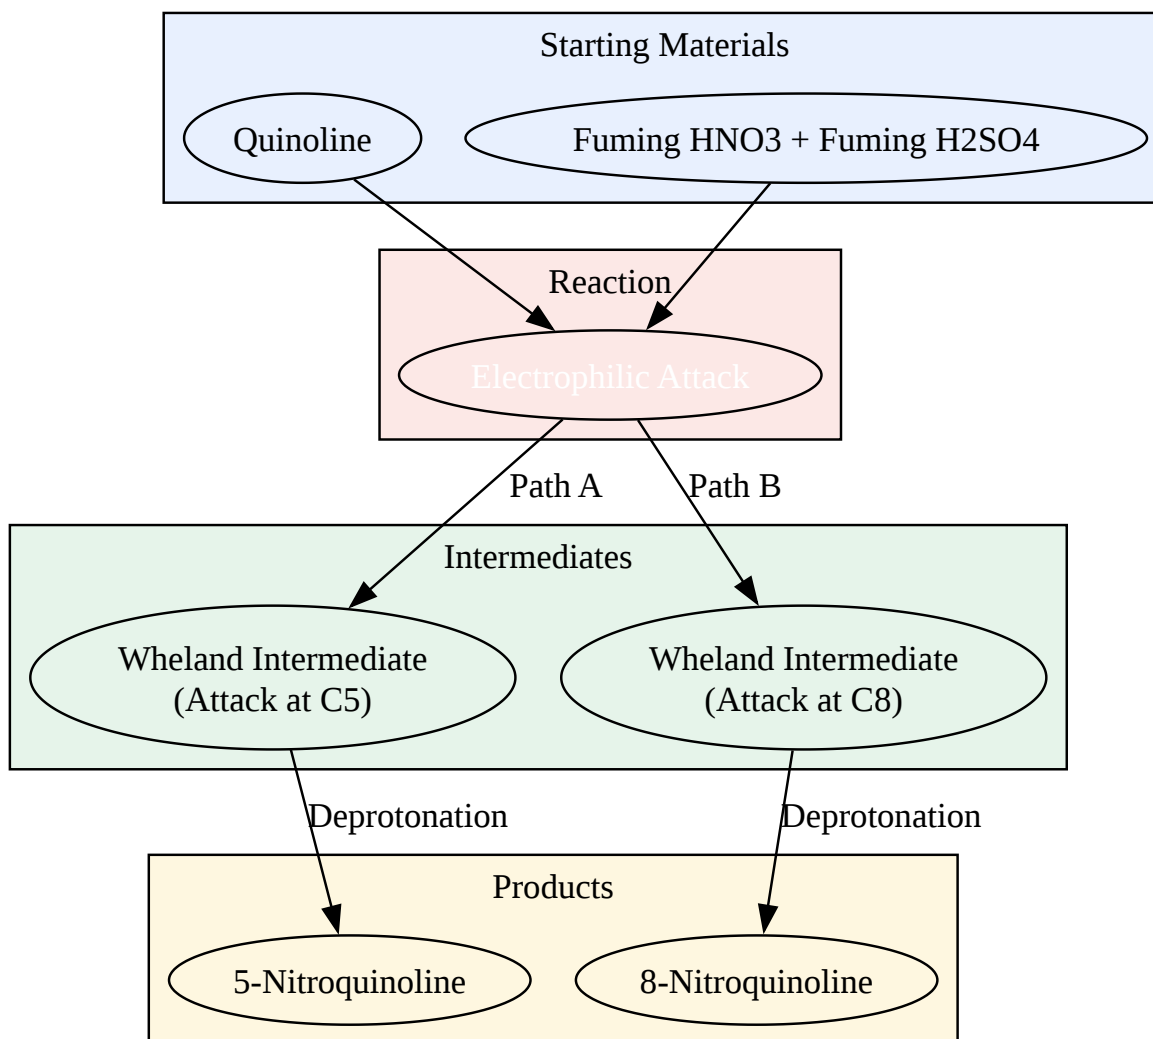 Starting Materials
Quinoline
Fuming HNO3 + Fuming H2SO4
Reaction
Electrophilic Attack
Path A
Path B
Intermediates
Wheland Intermediate
(Attack at C5)
Wheland Intermediate
(Attack at C8)
Deprotonation
Deprotonation
Products
5-Nitroquinoline
8-Nitroquinoline